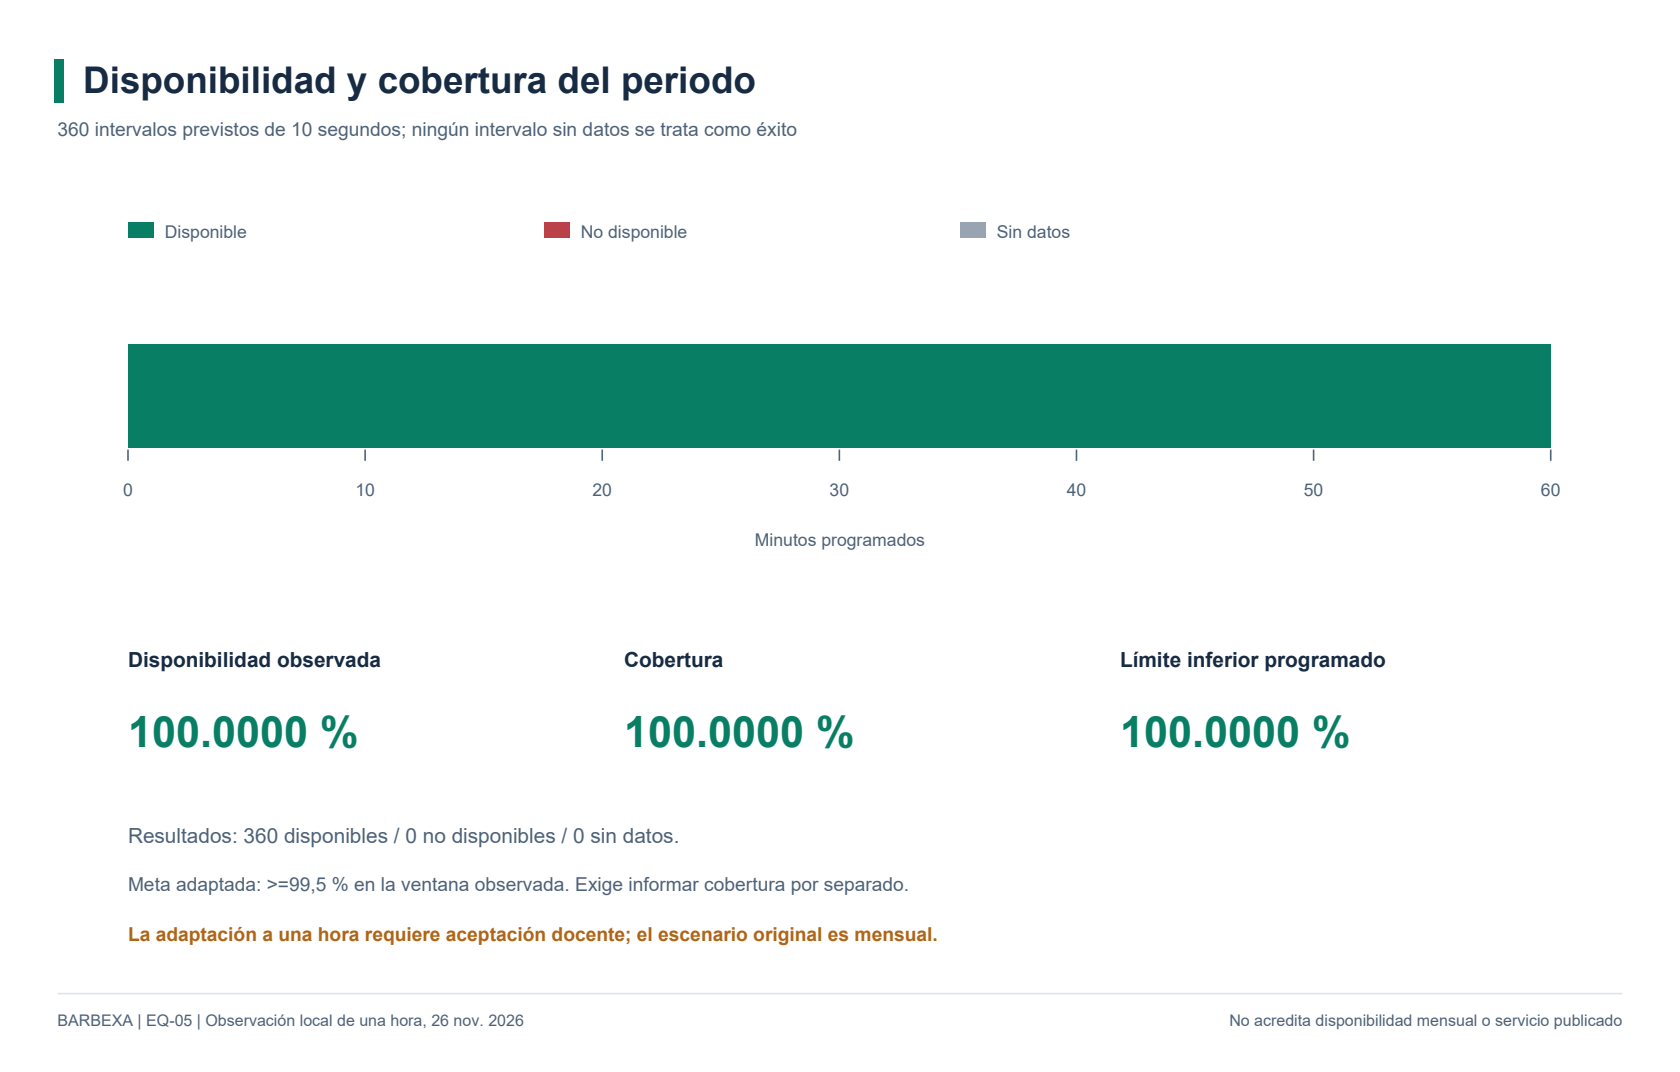 Disponibilidad y cobertura del periodo
360 intervalos previstos de 10 segundos; ningún intervalo sin datos se trata como éxito
Disponible
No disponible
Sin datos
0 10 20 30 40 50 60
Minutos programados
Disponibilidad observada
Cobertura
Límite inferior programado
100.0000 %
100.0000 %
100.0000 %
Resultados: 360 disponibles / 0 no disponibles / 0 sin datos.
Meta adaptada: >=99,5 % en la ventana observada. Exige informar cobertura por separado.
La adaptación a una hora requiere aceptación docente; el escenario original es mensual.
BARBEXA | EQ-05 | Observación local de una hora, 26 nov. 2026
No acredita disponibilidad mensual o servicio publicado